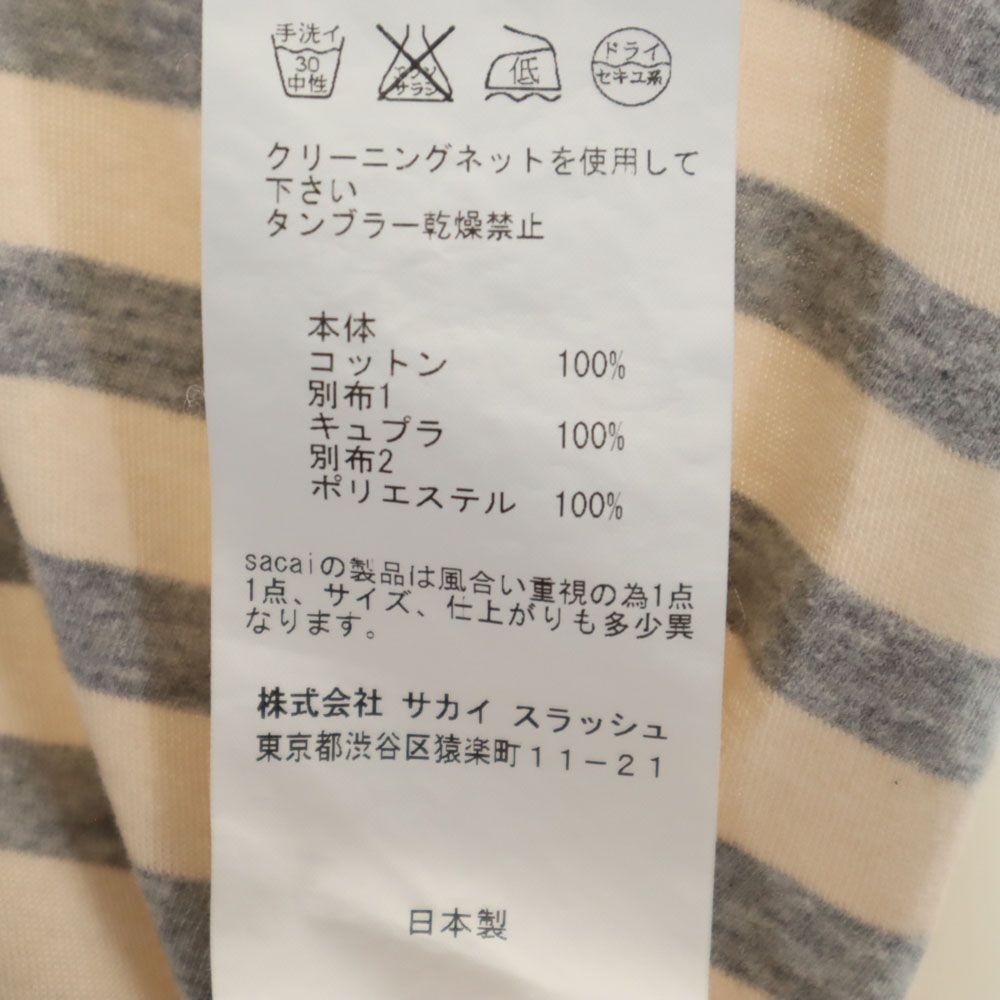 手洗イ
30
中性
エンソ
サラシ
低
ドライ
セキユ系
クリーニングネットを使用して
下さい
タンブラー乾燥禁止
本体
コットン 100%
別布1
キュプラ 100%
別布2
ポリエステル 100%
sacaiの製品は風合い重視の為1点
1点、サイズ、仕上がりも多少異
なります。
株式会社 サカイ スラッシュ
東京都渋谷区猿楽町11-21
日本製